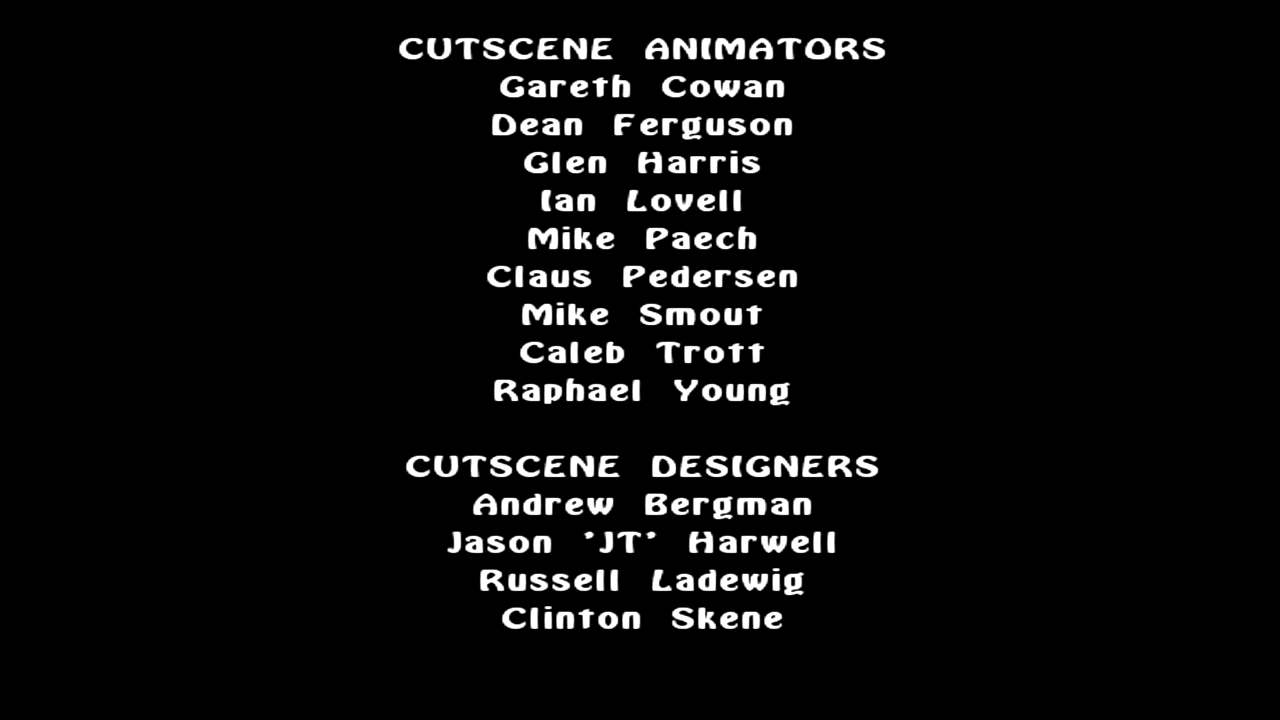 CUTSCENE ANIMATORS
Gareth Cowan
Dean Ferguson
Glen Harris
Ian Lovell
Mike Paech
Claus Pedersen
Mike Smout
Caleb Trott
Raphael Young
CUTSCENE DESIGNERS
Andrew Bergman
Jason 'JT' Harwell
Russell Ladewig
Clinton Skene